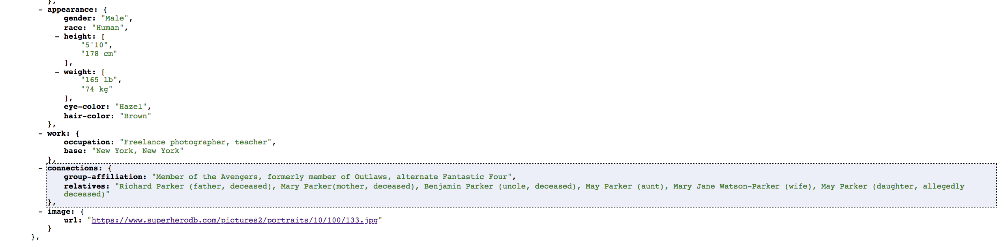 },
- appearance: {
gender: "Male",
race: "Human",
- height: [
"5'10",
"178 cm"
],
- weight: [
"165 lb",
"74 kg"
],
eye-color: "Hazel",
hair-color: "Brown"
},
- work: {
occupation: "Freelance photographer, teacher",
base: "New York, New York"
},
- connections: {
group-affiliation: "Member of the Avengers, formerly member of Outlaws, alternate Fantastic Four",
relatives: "Richard Parker (father, deceased), Mary Parker(mother, deceased), Benjamin Parker (uncle, deceased), May Parker (aunt), Mary Jane Watson-Parker (wife), May Parker (daughter, allegedly
deceased)"
},
- image: {
url: "https://www.superherodb.com/pictures2/portraits/10/100/133.jpg"
}
},